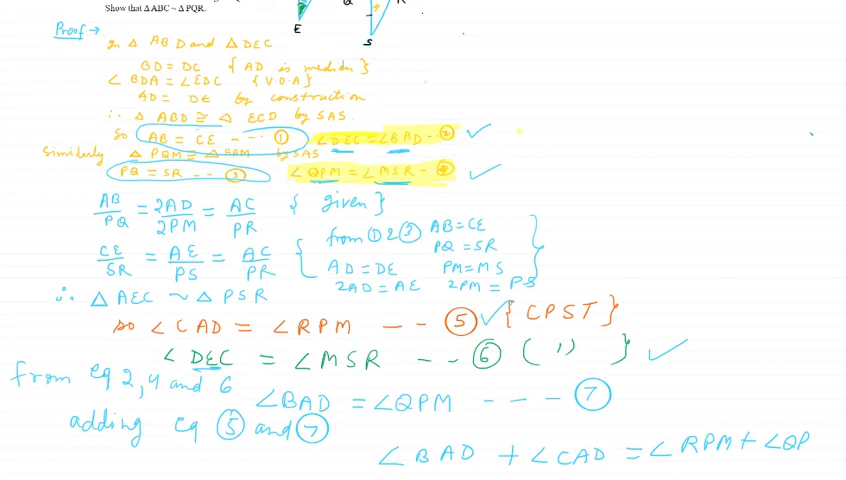 Show that Δ ABC ~ Δ PQR.
E
Q
R
S
Proof →
In Δ ABD and Δ DEC
BD = DC { AD is median }
∠ BDA = ∠ EDC { V.O.A }
AD = DE by construction
∴ Δ ABD ≅ Δ ECD by SAS.
So AB = CE --- ① ∠DEC = ∠BAD -- ②
Similarly Δ PQM ≅ Δ SRM by SAS
PQ = SR -- ③ ∠ QPM = ∠ MSR - ④
AB/PQ = 2AD/2PM = AC/PR { given }
CE/SR = AE/PS = AC/PR { from ① & ③ AB = CE
PQ = SR
AD = DE PM = MS
2AD = AE 2PM = PS }
∴ Δ AEC ~ Δ PSR
so ∠ CAD = ∠ RPM -- - ⑤ { CPST }
∠ DEC = ∠ MSR - - ⑥ ( ,, }
from eq 2, 4 and 6
∠BAD = ∠QPM - - - - ⑦
adding eq ⑤ and ⑦
∠ BAD + ∠ CAD = ∠ RPM + ∠ QP